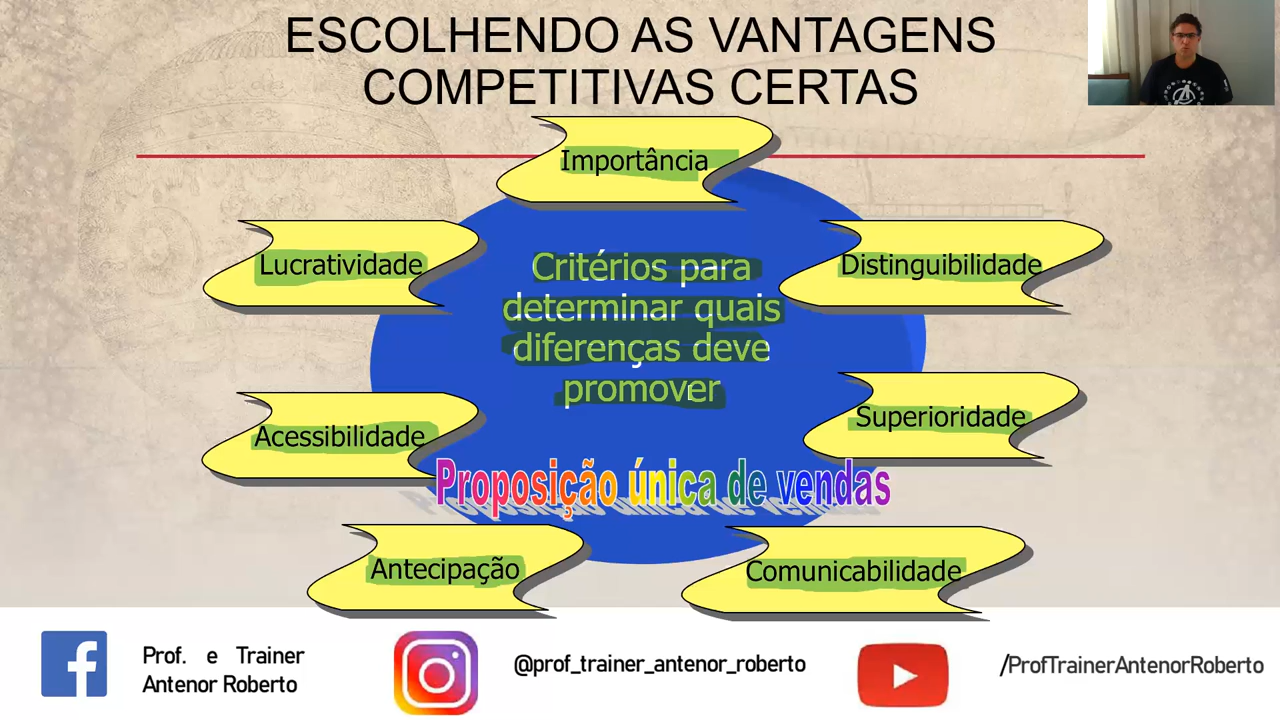 ESCOLHENDO AS VANTAGENS
COMPETITIVAS CERTAS
Importância
Lucratividade
Distinguibilidade
Critérios para
determinar quais
diferenças deve
promover
Acessibilidade
Superioridade
Proposição única de vendas
Antecipação
Comunicabilidade
Prof. e Trainer
Antenor Roberto
@prof_trainer_antenor_roberto
/ProfTrainerAntenorRoberto